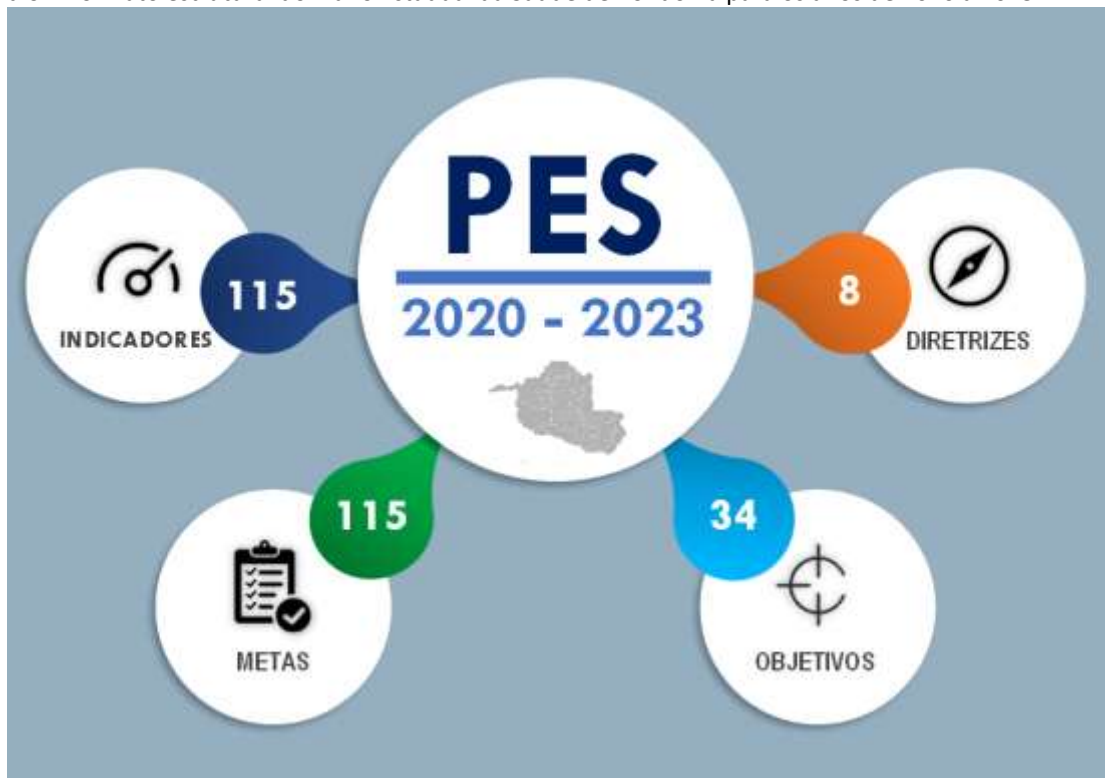 PES
2020 - 2023
115
INDICADORES
8
DIRETRIZES
115
METAS
34
OBJETIVOS